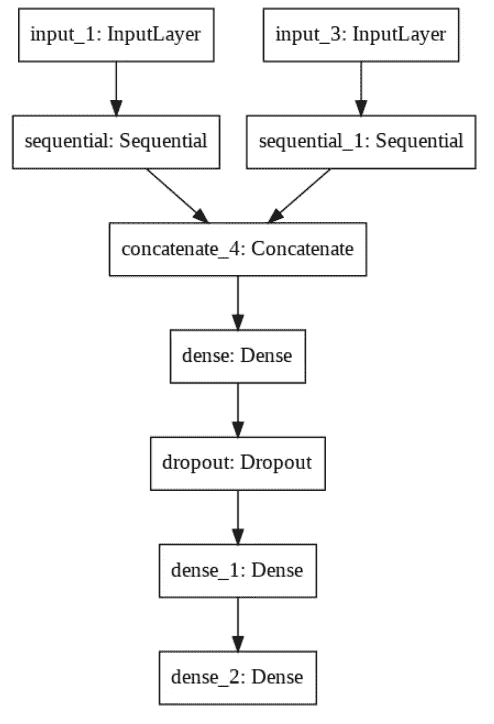 input_1: InputLayer
input_3: InputLayer
sequential: Sequential
sequential_1: Sequential
concatenate_4: Concatenate
dense: Dense
dropout: Dropout
dense_1: Dense
dense_2: Dense